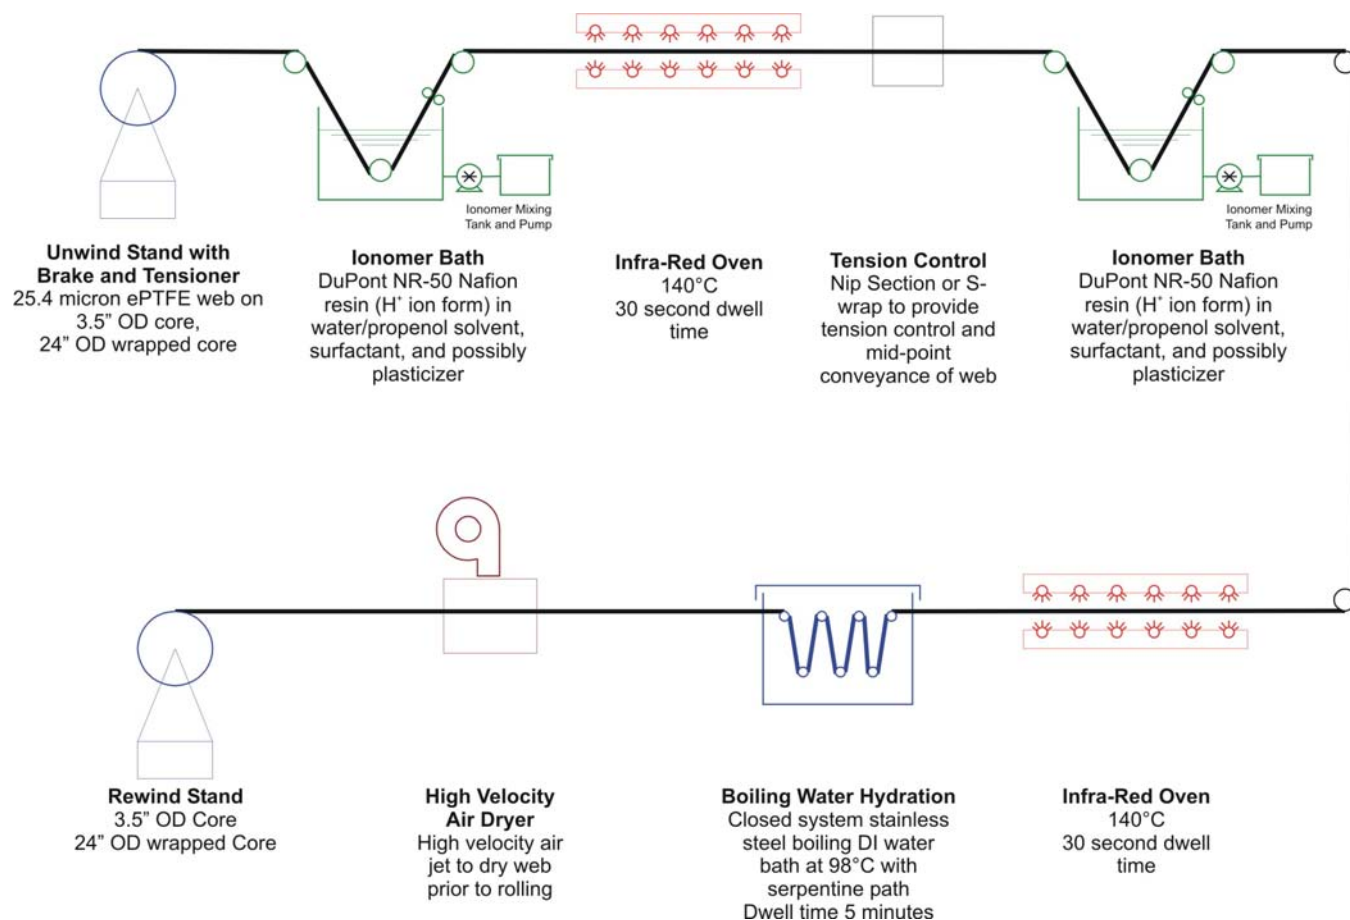 Ionomer Mixing
Tank and Pump
Ionomer Mixing
Tank and Pump
Unwind Stand with
Brake and Tensioner
25.4 micron ePTFE web on
3.5” OD core,
24” OD wrapped core
Ionomer Bath
DuPont NR-50 Nafion
resin (H⁺ ion form) in
water/propenol solvent,
surfactant, and possibly
plasticizer
Infra-Red Oven
140°C
30 second dwell
time
Tension Control
Nip Section or S-
wrap to provide
tension control and
mid-point
conveyance of web
Ionomer Bath
DuPont NR-50 Nafion
resin (H⁺ ion form) in
water/propenol solvent,
surfactant, and possibly
plasticizer
Rewind Stand
3.5” OD Core
24” OD wrapped Core
High Velocity
Air Dryer
High velocity air
jet to dry web
prior to rolling
Boiling Water Hydration
Closed system stainless
steel boiling DI water
bath at 98°C with
serpentine path
Dwell time 5 minutes
Infra-Red Oven
140°C
30 second dwell
time